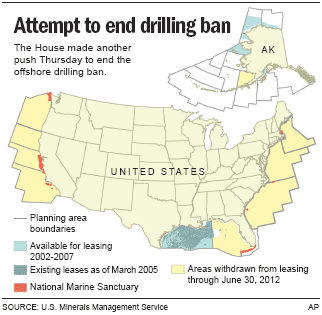 Attempt to end drilling ban
The House made another
push Thursday to end the
offshore drilling ban.
AK
UNITED STATES
Planning area
boundaries
Available for leasing
2002-2007
Existing leases as of March 2005
National Marine Sanctuary
Areas withdrawn from leasing
through June 30, 2012
SOURCE: U.S. Minerals Management Service
AP